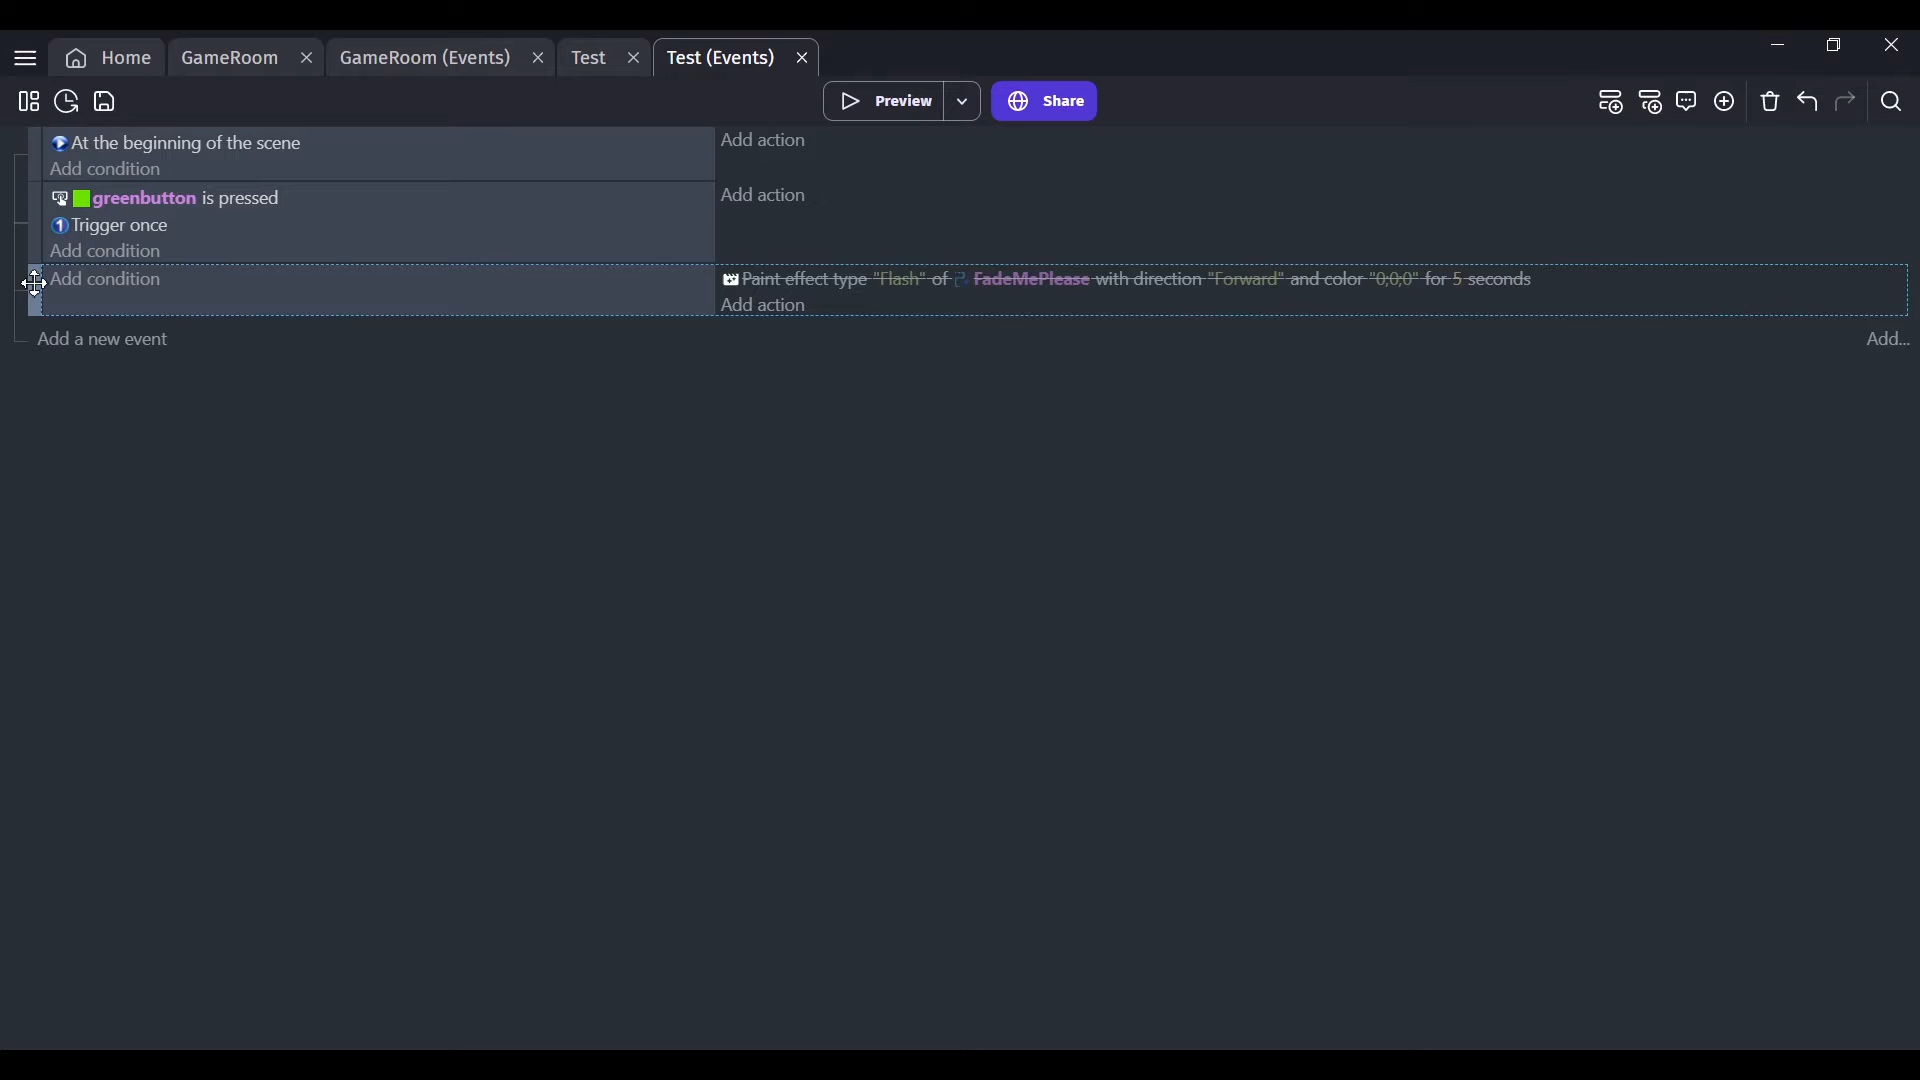 Home GameRoom GameRoom (Events) Test Test (Events)
Preview Share
At the beginning of the scene Add action
Add condition
greenbutton is pressed Add action
Trigger once
Add condition
Add condition Paint effect type "Flash" of FadeMePlease with direction "Forward" and color "0;0;0" for 5 seconds
Add action
Add a new event Add...